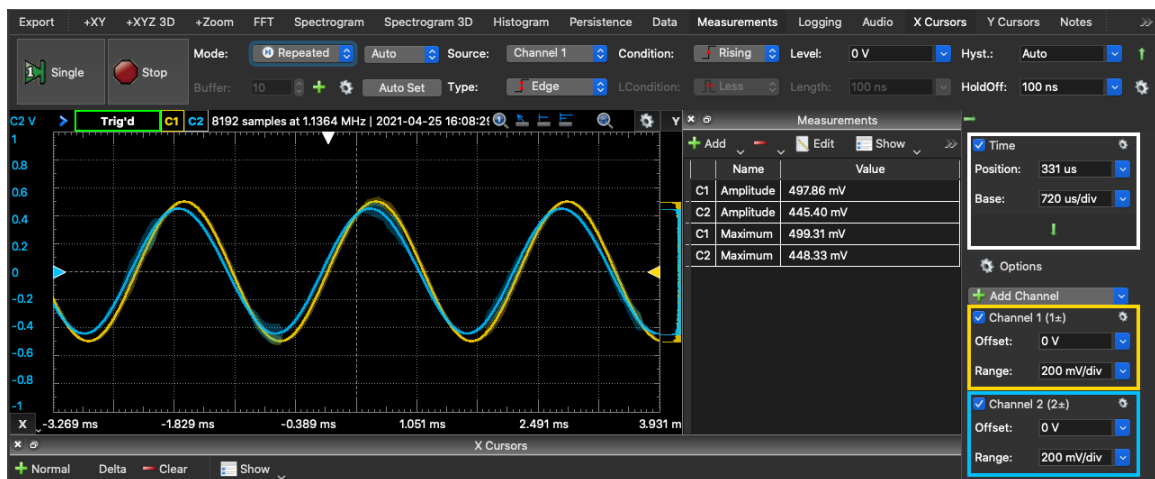 Export +XY +XYZ 3D +Zoom FFT Spectrogram Spectrogram 3D Histogram Persistence Data Measurements Logging Audio X Cursors Y Cursors Notes
Mode: Repeated Auto Source: Channel 1 Condition: Rising Level: 0 V Hyst.: Auto
Single Stop
Buffer: 10 Auto Set Type: Edge LCondition: Less Length: 100 ns HoldOff: 100 ns
C2 V Trig'd C1 C2 8192 samples at 1.1364 MHz | 2021-04-25 16:08:2 Y
Measurements
Add Edit Show
Name Value
C1 Amplitude 497.86 mV
C2 Amplitude 445.40 mV
C1 Maximum 499.31 mV
C2 Maximum 448.33 mV
1
0.8
0.6
0.4
0.2
0
-0.2
-0.4
-0.6
-0.8
-1
X -3.269 ms -1.829 ms -0.389 ms 1.051 ms 2.491 ms 3.931 m
X Cursors
Normal Delta Clear Show
Time
Position: 331 us
Base: 720 us/div
Options
Add Channel
Channel 1 (1±)
Offset: 0 V
Range: 200 mV/div
Channel 2 (2±)
Offset: 0 V
Range: 200 mV/div